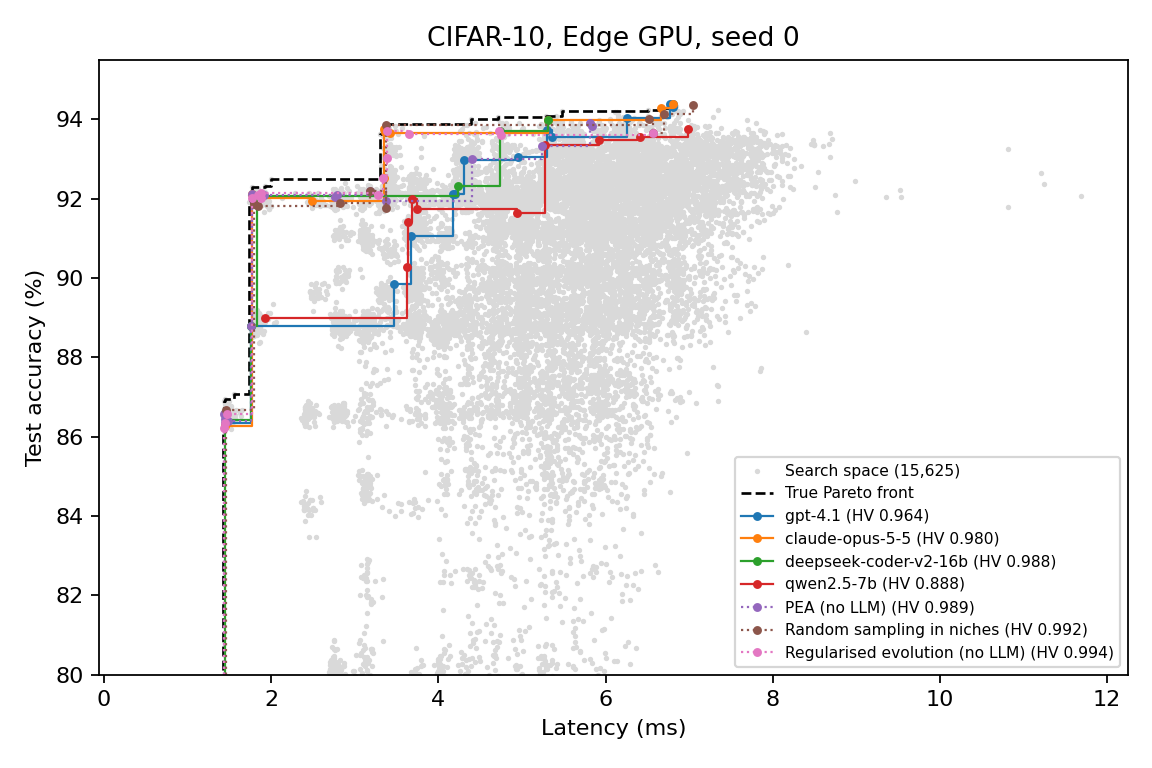 CIFAR-10, Edge GPU, seed 0
Test accuracy (%)
94
92
90
88
86
84
82
80
0 2 4 6 8 10 12
Latency (ms)
Search space (15,625)
True Pareto front
gpt-4.1 (HV 0.964)
claude-opus-5-5 (HV 0.980)
deepseek-coder-v2-16b (HV 0.988)
qwen2.5-7b (HV 0.888)
PEA (no LLM) (HV 0.989)
Random sampling in niches (HV 0.992)
Regularised evolution (no LLM) (HV 0.994)